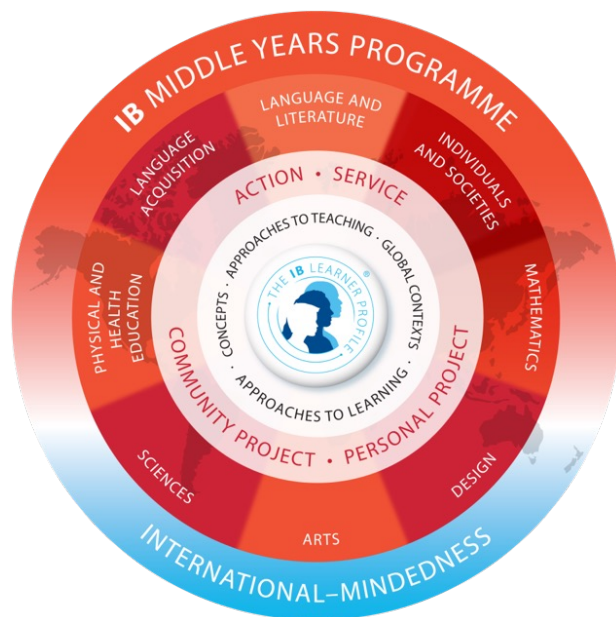 IB MIDDLE YEARS PROGRAMME
LANGUAGE AND
LITERATURE
INDIVIDUALS
AND SOCIETIES
MATHEMATICS
DESIGN
ARTS
SCIENCES
PHYSICAL AND
HEALTH
EDUCATION
LANGUAGE
ACQUISITION
ACTION • SERVICE
COMMUNITY PROJECT • PERSONAL PROJECT
APPROACHES TO TEACHING · GLOBAL CONTEXTS ·
APPROACHES TO LEARNING · CONCEPTS ·
THE IB LEARNER PROFILE ®
INTERNATIONAL–MINDEDNESS